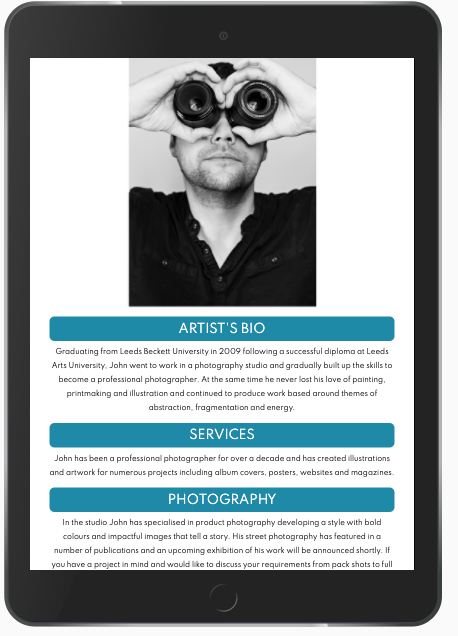 ARTIST'S BIO
Graduating from Leeds Beckett University in 2009 following a successful diploma at Leeds
Arts University, John went to work in a photography studio and gradually built up the skills to
become a professional photographer. At the same time he never lost his love of painting,
printmaking and illustration and continued to produce work based around themes of
abstraction, fragmentation and energy.
SERVICES
John has been a professional photographer for over a decade and has created illustrations
and artwork for numerous projects including album covers, posters, websites and magazines.
PHOTOGRAPHY
In the studio John has specialised in product photography developing a style with bold
colours and impactful images that tell a story. His street photography has featured in a
number of publications and an upcoming exhibition of his work will be announced shortly. If
you have a project in mind and would like to discuss your requirements from pack shots to full